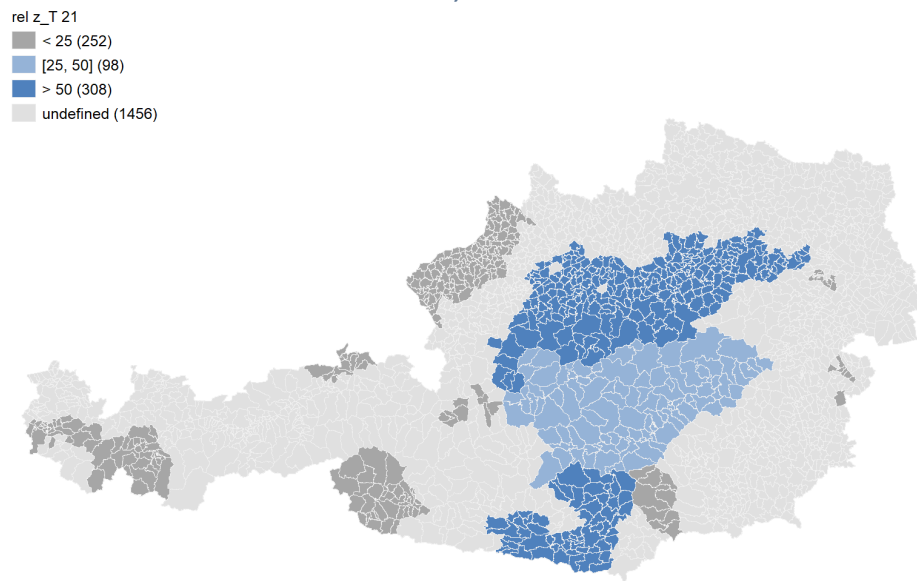 rel z_T 21
< 25 (252)
[25, 50] (98)
> 50 (308)
undefined (1456)